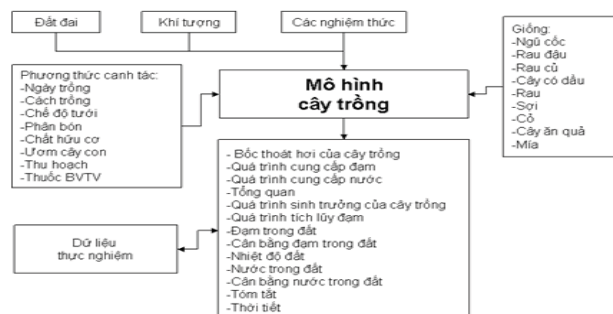 Đất đai
Khí tượng
Các nghiệm thức
Giống:
-Ngũ cốc
-Rau đậu
-Rau củ
-Cây có dầu
-Rau
-Sợi
-Cỏ
-Cây ăn quả
-Mía
Phương thức canh tác:
-Ngày trồng
-Cách trồng
-Chế độ tưới
-Phân bón
-Chất hữu cơ
-Ươm cây con
-Thu hoạch
-Thuốc BVTV
Mô hình
cây trồng
- Bốc thoát hơi của cây trồng
-Quá trình cung cấp đạm
-Quá trình cung cấp nước
-Tổng quan
-Quá trình sinh trưởng của cây trồng
-Quá trình tích lũy đạm
-Đạm trong đất
-Cân bằng đạm trong đất
-Nhiệt độ đất
-Nước trong đất
-Cân bằng nước trong đất
-Tóm tắt
-Thời tiết
Dữ liệu
thực nghiệm